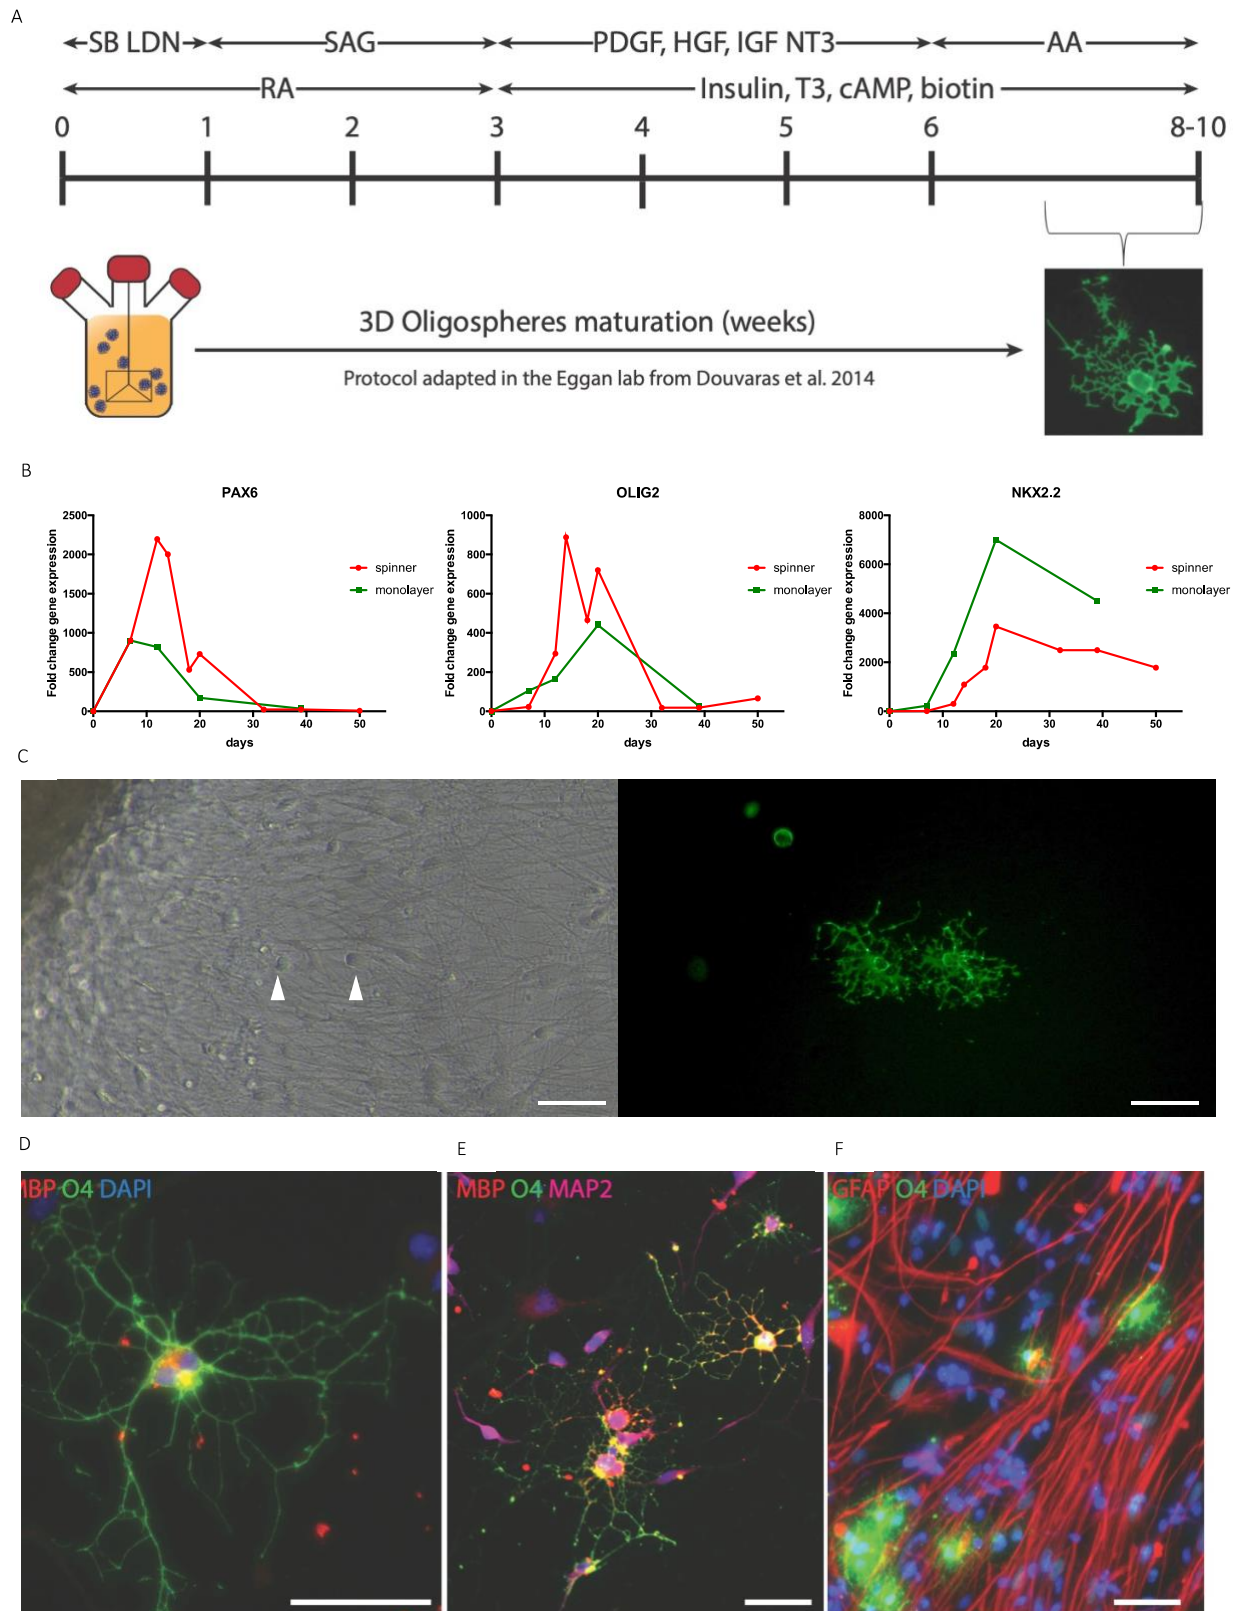 A
SB LDN SAG PDGF, HGF, IGF NT3 AA
RA Insulin, T3, cAMP, biotin
0 1 2 3 4 5 6 8-10
3D Oligospheres maturation (weeks)
Protocol adapted in the Eggan lab from Douvaras et al. 2014
B
PAX6
Fold change gene expression
2500
2000
1500
1000
500
0
0 10 20 30 40 50
days
spinner
monolayer
OLIG2
Fold change gene expression
1000
800
600
400
200
0
0 10 20 30 40 50
days
spinner
monolayer
NKX2.2
Fold change gene expression
8000
6000
4000
2000
0
0 10 20 30 40 50
days
spinner
monolayer
C
D
MBP O4 DAPI
E
MBP O4 MAP2
F
GFAP O4 DAPI